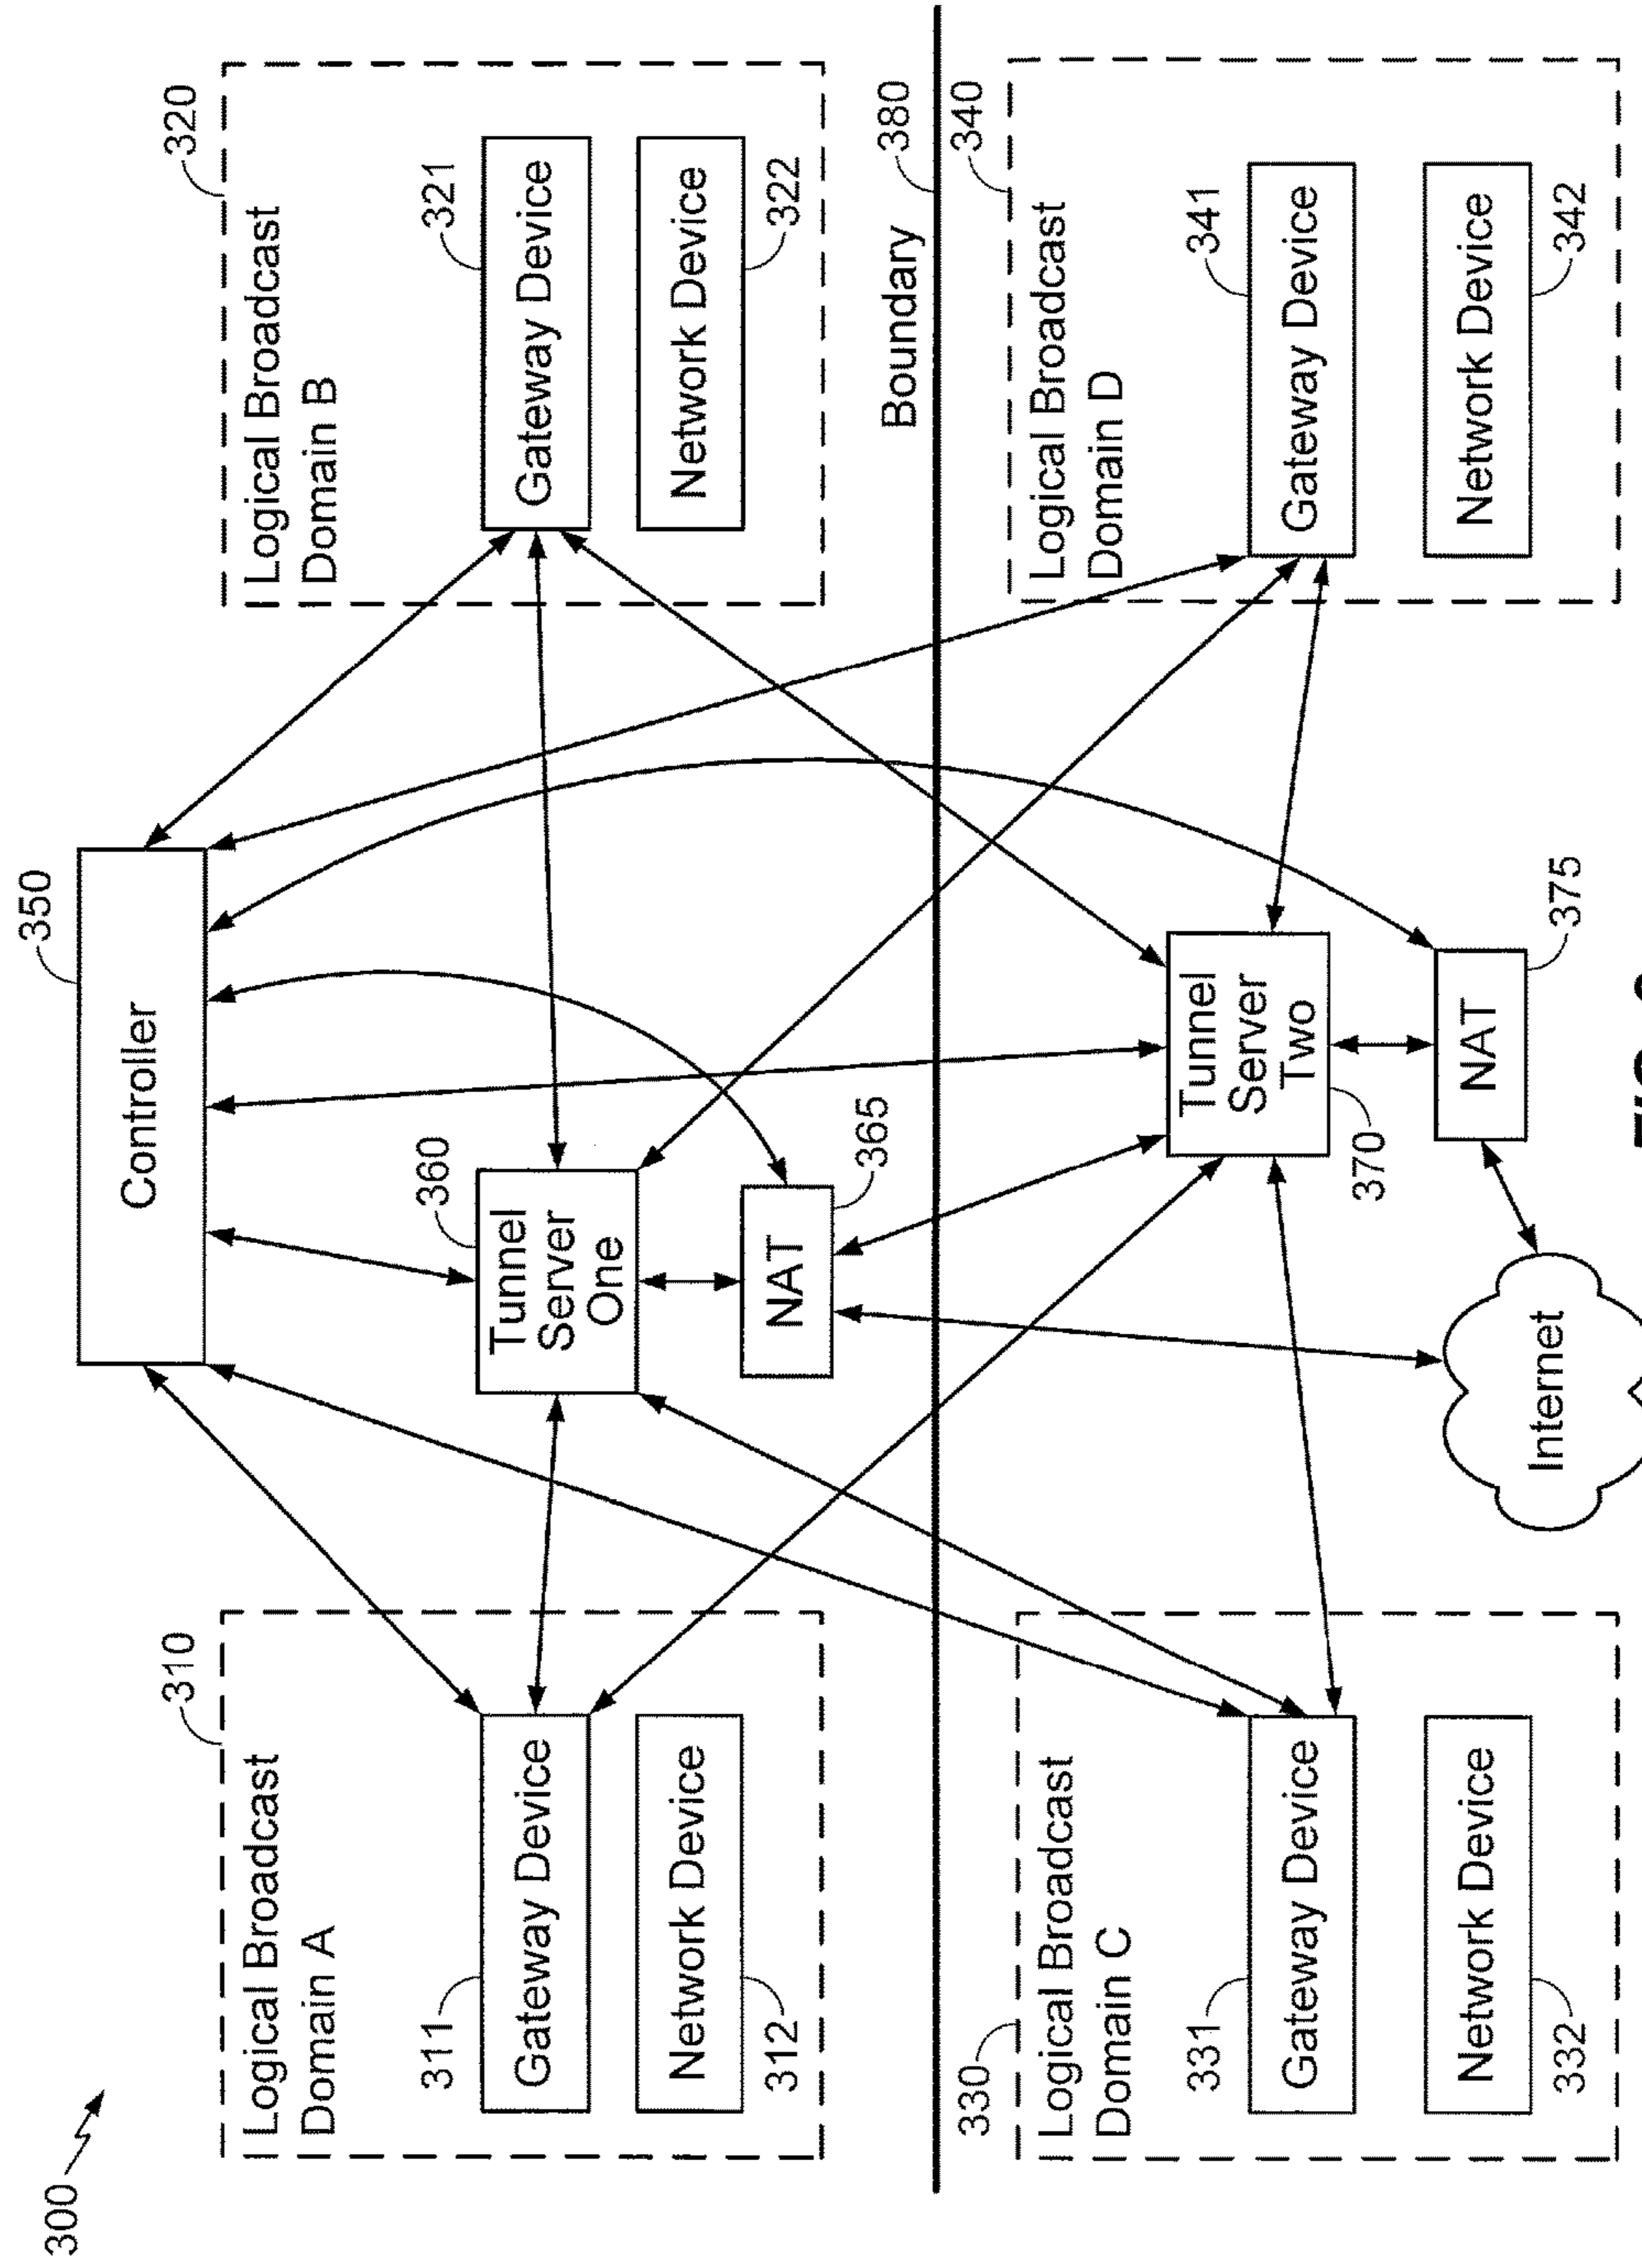 300
350
Controller
310
Logical Broadcast
Domain A
311
Gateway Device
Network Device
312
360
Tunnel
Server
One
NAT
365
320
Logical Broadcast
Domain B
321
Gateway Device
Network Device
322
Boundary
380
330
Logical Broadcast
Domain C
331
Gateway Device
Network Device
332
Tunnel
Server
Two
370
NAT
375
Internet
340
Logical Broadcast
Domain D
341
Gateway Device
Network Device
342